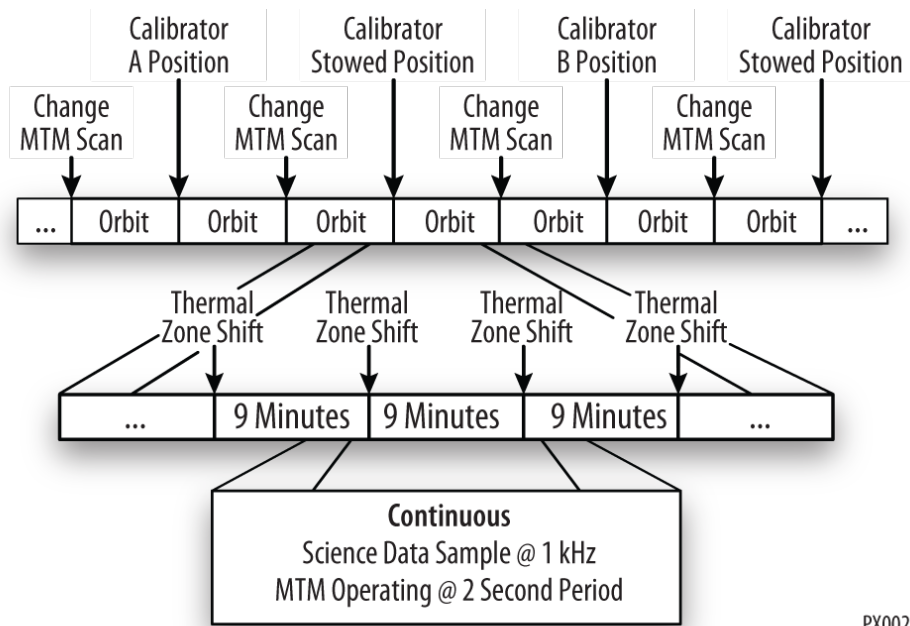 Calibrator
A Position
Calibrator
Stowed Position
Calibrator
B Position
Calibrator
Stowed Position
Change
MTM Scan
Change
MTM Scan
Change
MTM Scan
Change
MTM Scan
... Orbit Orbit Orbit Orbit Orbit Orbit Orbit ...
Thermal
Zone Shift
Thermal
Zone Shift
Thermal
Zone Shift
Thermal
Zone Shift
... 9 Minutes 9 Minutes 9 Minutes ...
Continuous
Science Data Sample @ 1 kHz
MTM Operating @ 2 Second Period
PX002